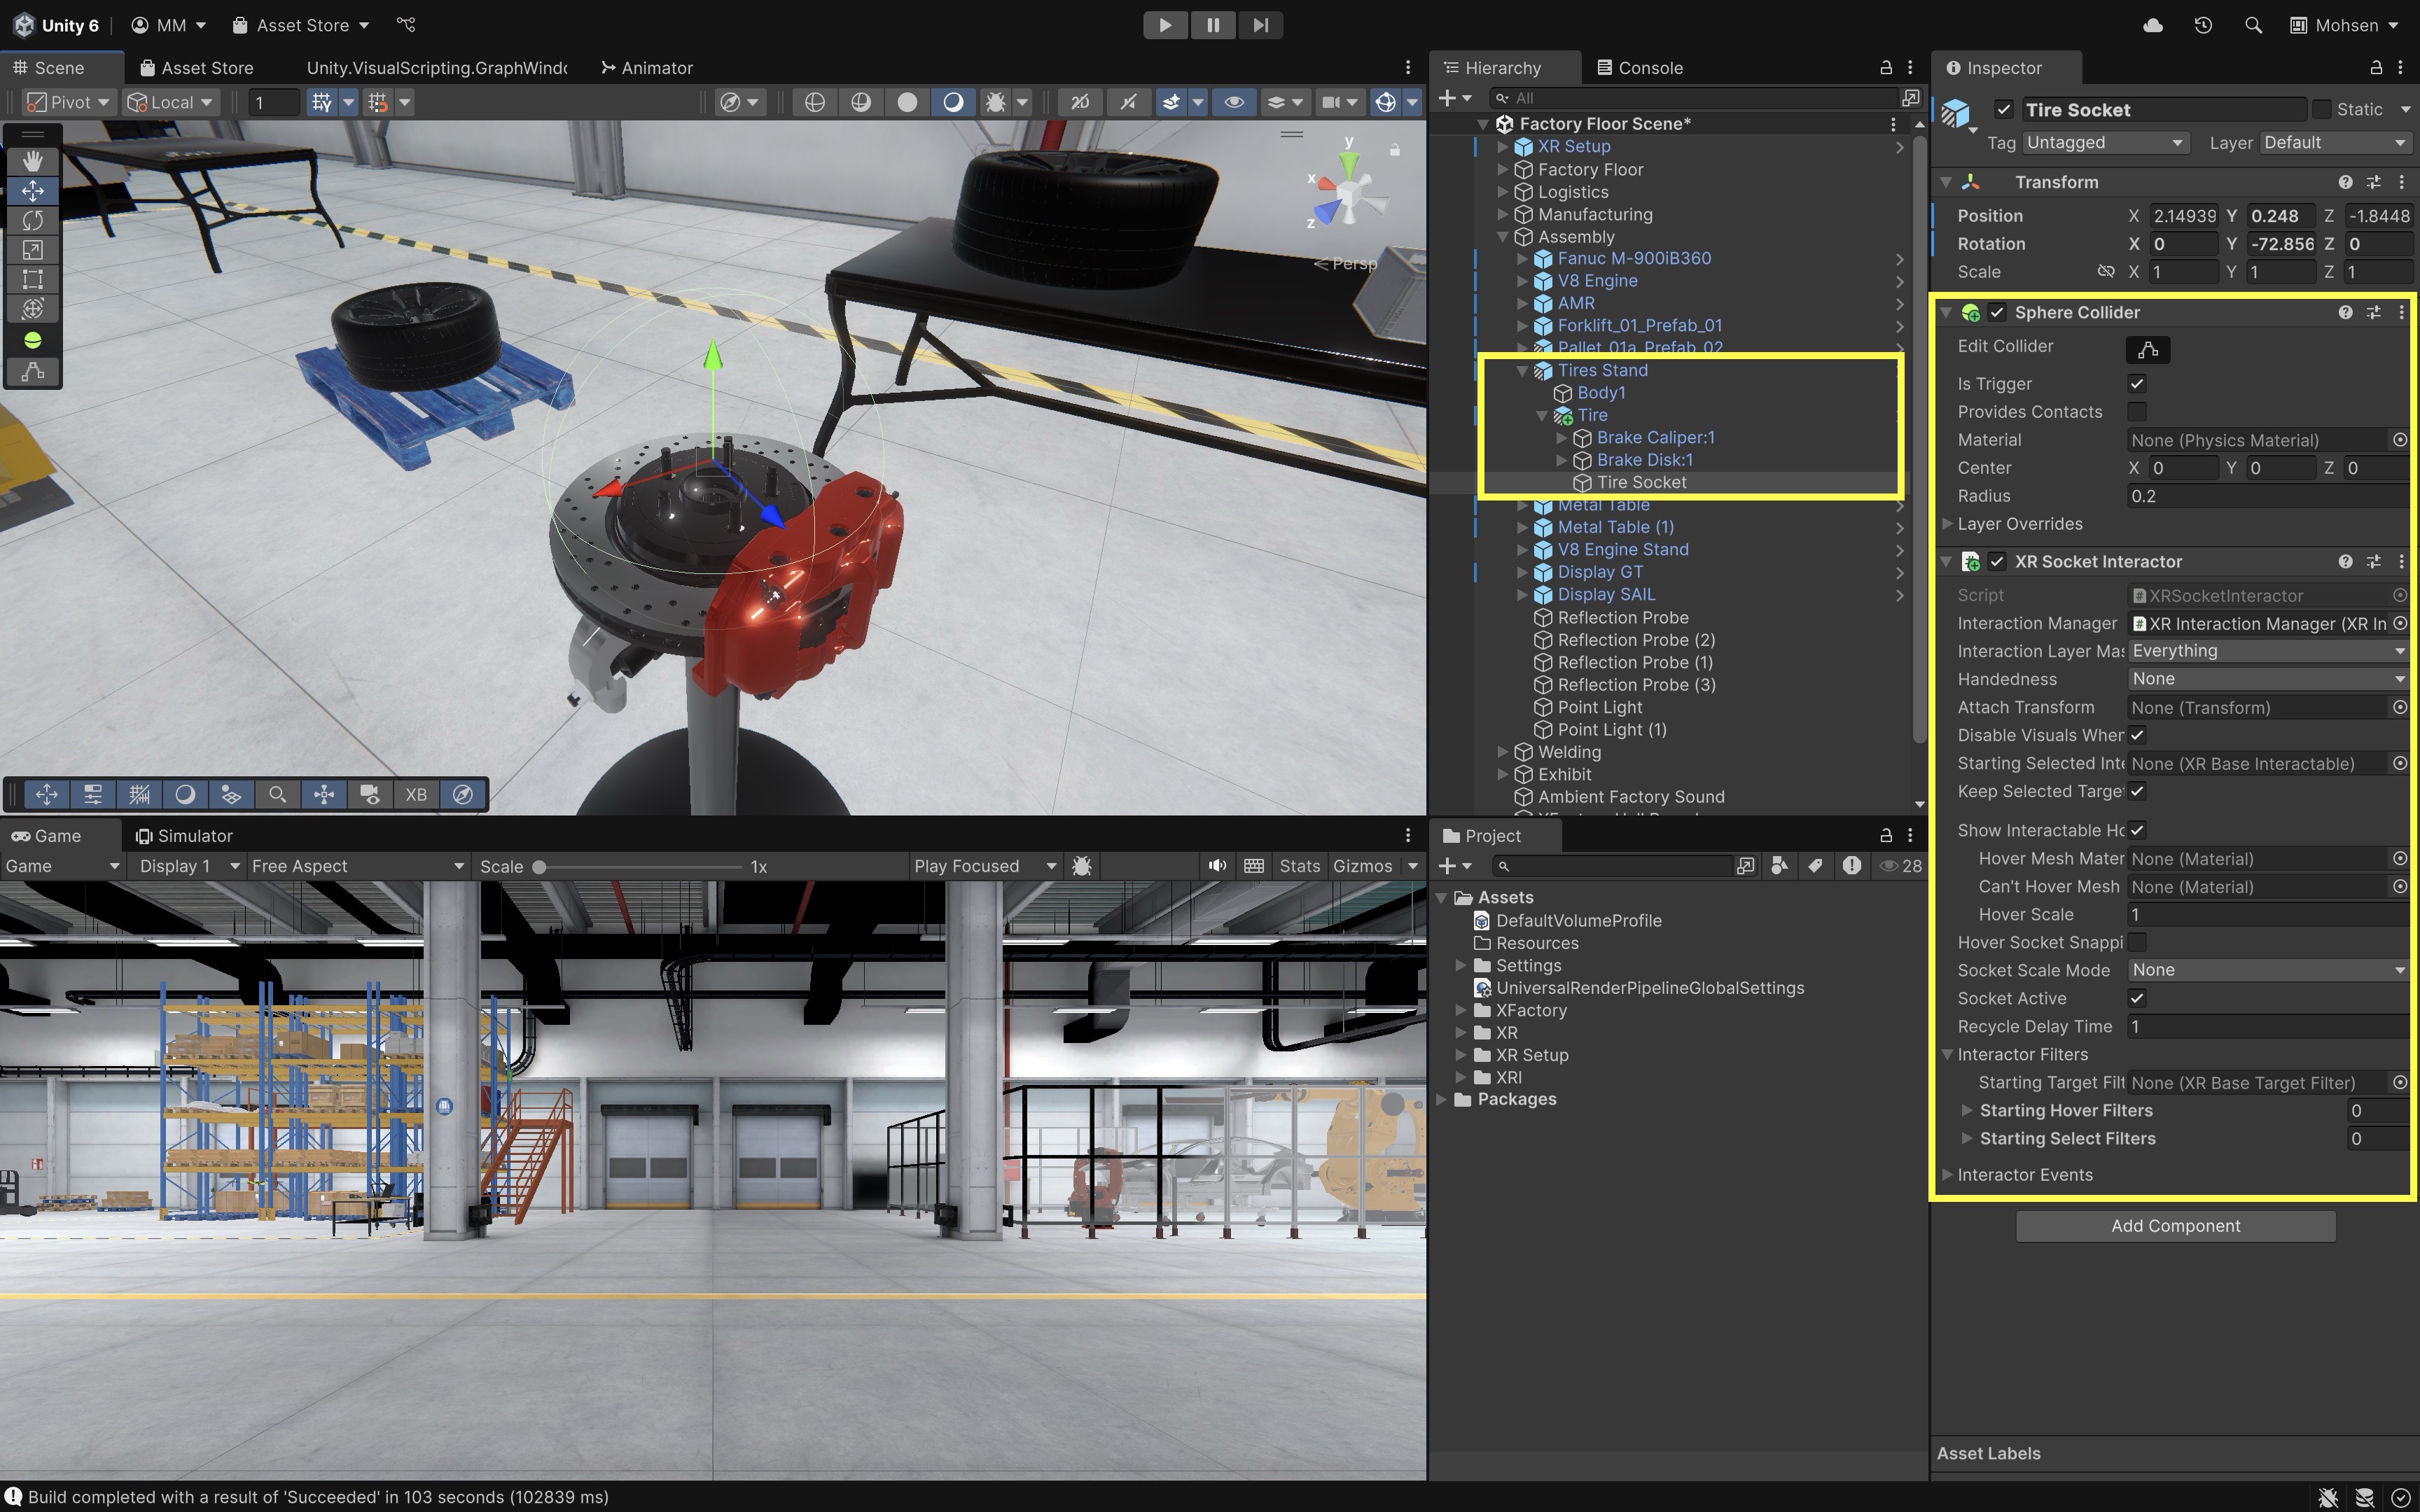 Unity 6
MM
Asset Store
Mohsen
Scene
Asset Store
Unity.VisualScripting.GraphWindo
Animator
Pivot
Local
1
2D
y
x
z
Persp
XB
Game
Simulator
Game
Display 1
Free Aspect
Scale
1x
Play Focused
Stats
Gizmos
Hierarchy
Console
All
Factory Floor Scene*
XR Setup
Factory Floor
Logistics
Manufacturing
Assembly
Fanuc M-900iB360
V8 Engine
AMR
Forklift_01_Prefab_01
Pallet_01a_Prefab_02
Tires Stand
Body1
Tire
Brake Caliper:1
Brake Disk:1
Tire Socket
Metal Table
Metal Table (1)
V8 Engine Stand
Display GT
Display SAIL
Reflection Probe
Reflection Probe (2)
Reflection Probe (1)
Reflection Probe (3)
Point Light
Point Light (1)
Welding
Exhibit
Ambient Factory Sound
Project
28
Assets
DefaultVolumeProfile
Resources
Settings
UniversalRenderPipelineGlobalSettings
XFactory
XR
XR Setup
XRI
Packages
Inspector
Tire Socket
Static
Tag Untagged Layer Default
Transform
Position X 2.14939 Y 0.248 Z -1.8448
Rotation X 0 Y -72.856 Z 0
Scale X 1 Y 1 Z 1
Sphere Collider
Edit Collider
Is Trigger
Provides Contacts
Material None (Physics Material)
Center X 0 Y 0 Z 0
Radius 0.2
Layer Overrides
XR Socket Interactor
Script XRSocketInteractor
Interaction Manager XR Interaction Manager (XR In
Interaction Layer Mas Everything
Handedness None
Attach Transform None (Transform)
Disable Visuals When
Starting Selected Inte None (XR Base Interactable)
Keep Selected Target
Show Interactable Ho
Hover Mesh Mater None (Material)
Can't Hover Mesh None (Material)
Hover Scale 1
Hover Socket Snappi
Socket Scale Mode None
Socket Active
Recycle Delay Time 1
Interactor Filters
Starting Target Filt None (XR Base Target Filter)
Starting Hover Filters 0
Starting Select Filters 0
Interactor Events
Add Component
Asset Labels
Build completed with a result of 'Succeeded' in 103 seconds (102839 ms)